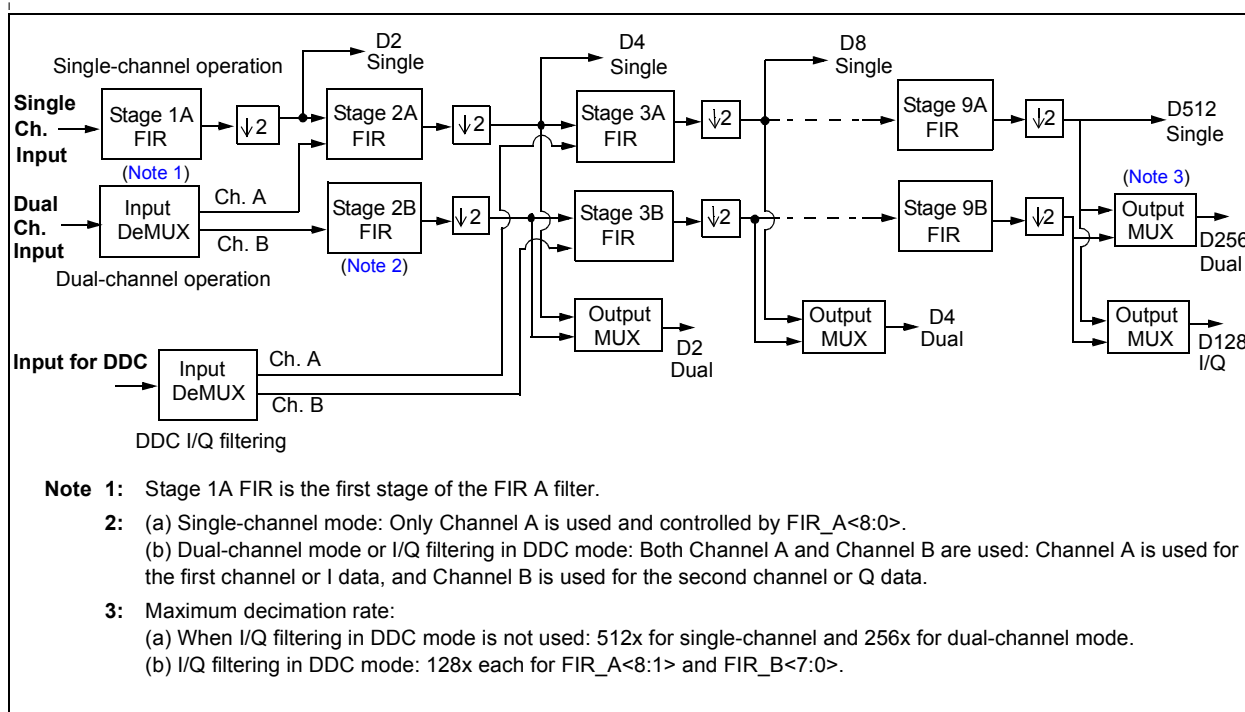 D2
Single
D4
Single
D8
Single
Single-channel operation
Single
Ch.
Input
Stage 1A
FIR
↓2
Stage 2A
FIR
↓2
Stage 3A
FIR
↓2
Stage 9A
FIR
↓2
D512
Single
(Note 1)
(Note 3)
Dual
Ch.
Input
Input
DeMUX
Ch. A
Ch. B
Stage 2B
FIR
↓2
Stage 3B
FIR
↓2
Stage 9B
FIR
↓2
Output
MUX
D256
Dual
Dual-channel operation
(Note 2)
Output
MUX
D2
Dual
Output
MUX
D4
Dual
Output
MUX
D128
I/Q
Input for DDC
Input
DeMUX
Ch. A
Ch. B
DDC I/Q filtering
Note 1: Stage 1A FIR is the first stage of the FIR A filter.
2: (a) Single-channel mode: Only Channel A is used and controlled by FIR_A<8:0>.
(b) Dual-channel mode or I/Q filtering in DDC mode: Both Channel A and Channel B are used: Channel A is used for
the first channel or I data, and Channel B is used for the second channel or Q data.
3: Maximum decimation rate:
(a) When I/Q filtering in DDC mode is not used: 512x for single-channel and 256x for dual-channel mode.
(b) I/Q filtering in DDC mode: 128x each for FIR_A<8:1> and FIR_B<7:0>.